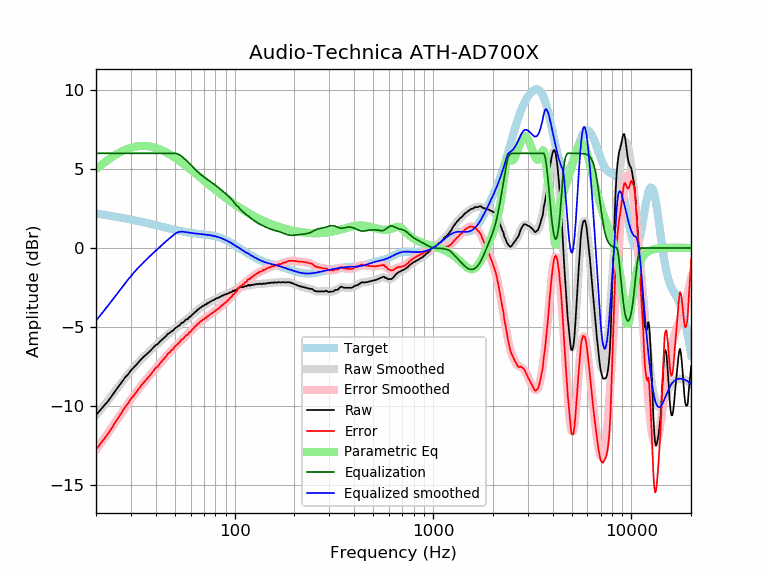 Audio-Technica ATH-AD700X
Amplitude (dBr)
10
5
0
−5
−10
−15
Target
Raw Smoothed
Error Smoothed
Raw
Error
Parametric Eq
Equalization
Equalized smoothed
100
1000
10000
Frequency (Hz)